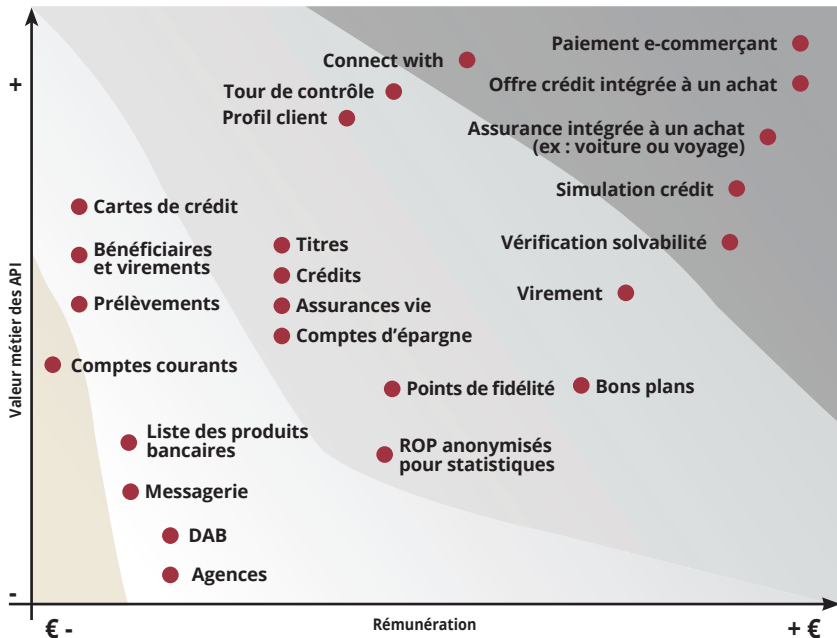 Paiement e-commerçant
Connect with
+
Offre crédit intégrée à un achat
Tour de contrôle
Profil client
Assurance intégrée à un achat
(ex : voiture ou voyage)
Simulation crédit
Cartes de crédit
Bénéficiaires
et virements
Titres
Vérification solvabilité
Crédits
Virement
Prélèvements
Assurances vie
Comptes d'épargne
Valeur métier des API
Comptes courants
Points de fidélité
Bons plans
Liste des produits
bancaires
ROP anonymisés
pour statistiques
Messagerie
DAB
Agences
-
€ -
Rémunération
+ €